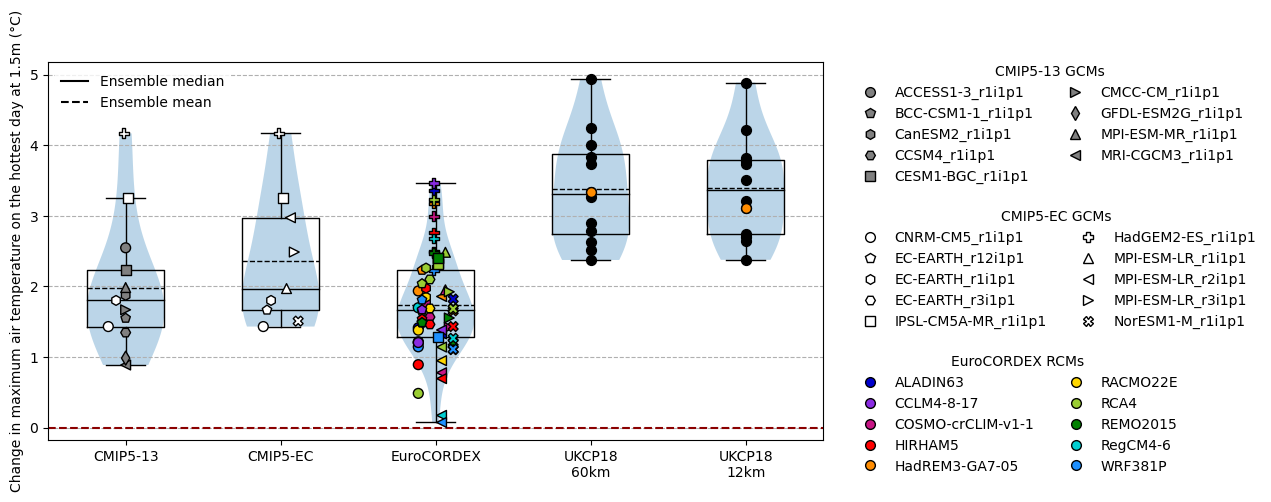 Change in maximum air temperature on the hottest day at 1.5m (°C)
5
4
3
2
1
0
Ensemble median
Ensemble mean
CMIP5-13
CMIP5-EC
EuroCORDEX
UKCP18
60km
UKCP18
12km
CMIP5-13 GCMs
ACCESS1-3_r1i1p1
BCC-CSM1-1_r1i1p1
CanESM2_r1i1p1
CCSM4_r1i1p1
CESM1-BGC_r1i1p1
CMCC-CM_r1i1p1
GFDL-ESM2G_r1i1p1
MPI-ESM-MR_r1i1p1
MRI-CGCM3_r1i1p1
CMIP5-EC GCMs
CNRM-CM5_r1i1p1
EC-EARTH_r12i1p1
EC-EARTH_r1i1p1
EC-EARTH_r3i1p1
IPSL-CM5A-MR_r1i1p1
HadGEM2-ES_r1i1p1
MPI-ESM-LR_r1i1p1
MPI-ESM-LR_r2i1p1
MPI-ESM-LR_r3i1p1
NorESM1-M_r1i1p1
EuroCORDEX RCMs
ALADIN63
CCLM4-8-17
COSMO-crCLIM-v1-1
HIRHAM5
HadREM3-GA7-05
RACMO22E
RCA4
REMO2015
RegCM4-6
WRF381P